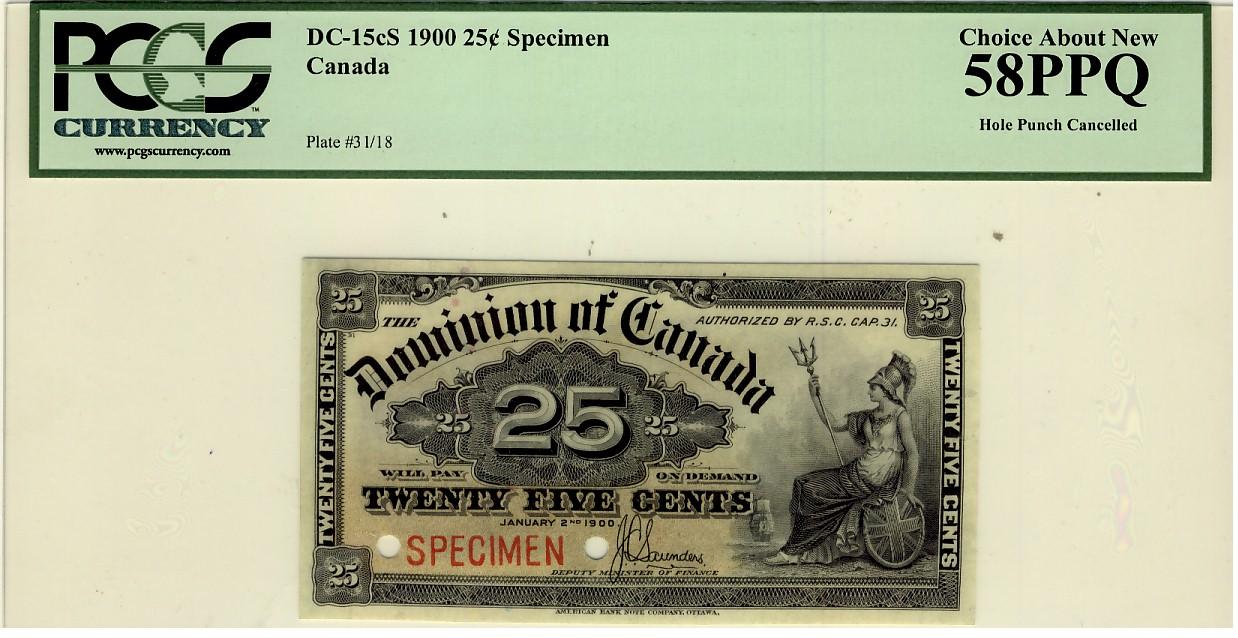 PCGS
CURRENCY
www.pcgscurrency.com
DC-15cS 1900 25¢ Specimen
Canada
Plate #31/18
Choice About New
58PPQ
Hole Punch Cancelled
25
25
THE
Dominion of Canada
AUTHORIZED BY R.S.C. CAP. 31.
31
TWENTY FIVE CENTS
TWENTY FIVE CENTS
25 25 25
WILL PAY ON DEMAND
TWENTY FIVE CENTS
JANUARY 2ND 1900
SPECIMEN
J C Saunders
DEPUTY MINISTER OF FINANCE
25
AMERICAN BANK NOTE COMPANY, OTTAWA.